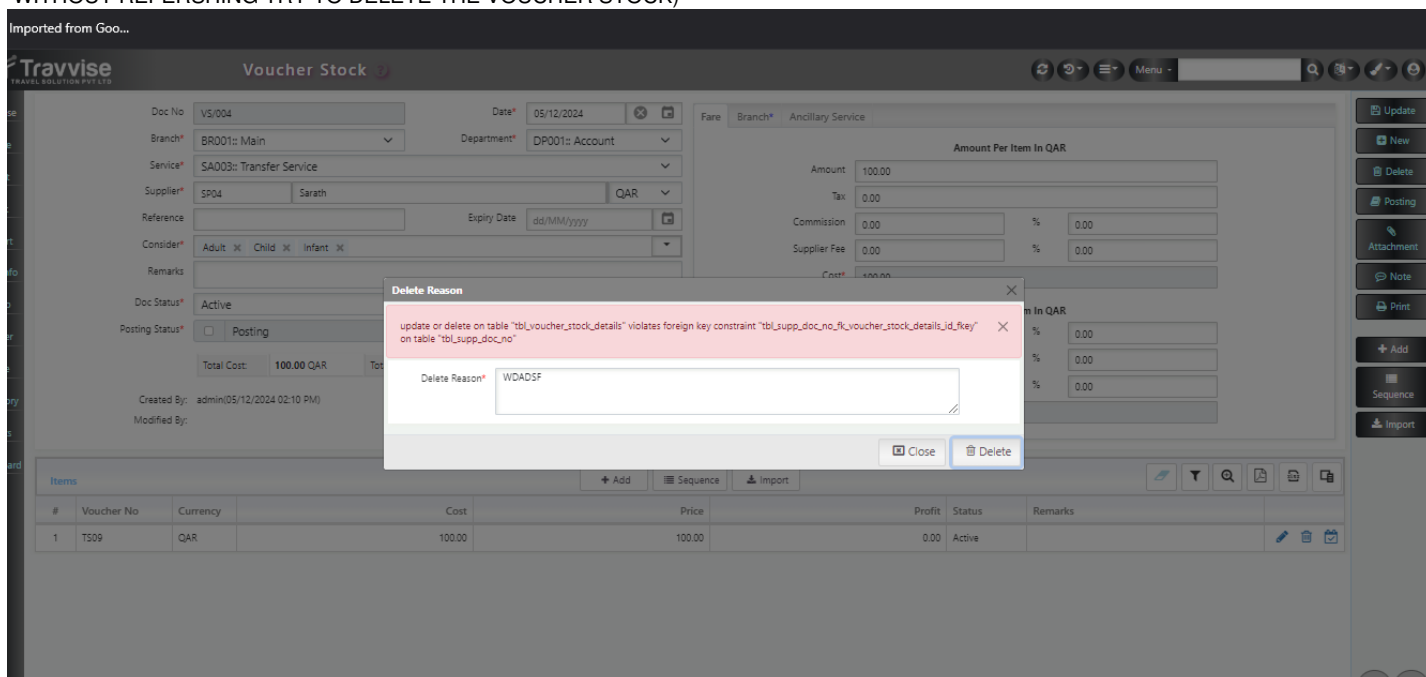 WITHOUT REFERSHING TRY TO DELETE THE VOUCHER STOCK)
Imported from Goo...
Travvise
TRAVEL SOLUTION PVT LTD
Voucher Stock
Menu
Doc No VS/004 Date* 05/12/2024
Branch* BR001:: Main Department* DP001:: Account
Service* SA003:: Transfer Service
Supplier* SP04 Sarath QAR
Reference Expiry Date dd/MM/yyyy
Consider* Adult Child Infant
Remarks
Doc Status* Active
Posting Status* Posting
Total Cost: 100.00 QAR Tot
Created By: admin(05/12/2024 02:10 PM)
Modified By:
Fare Branch* Ancillary Service
Amount Per Item In QAR
Amount 100.00
Tax 0.00
Commission 0.00 % 0.00
Supplier Fee 0.00 % 0.00
Cost* 100.00
m In QAR
% 0.00
% 0.00
% 0.00
Update
New
Delete
Posting
Attachment
Note
Print
Add
Sequence
Import
Delete Reason
update or delete on table "tbl_voucher_stock_details" violates foreign key constraint "tbl_supp_doc_no_fk_voucher_stock_details_id_fkey"
on table "tbl_supp_doc_no"
Delete Reason* WDADSF
Close Delete
Items + Add Sequence Import
# Voucher No Currency Cost Price Profit Status Remarks
1 TS09 QAR 100.00 100.00 0.00 Active